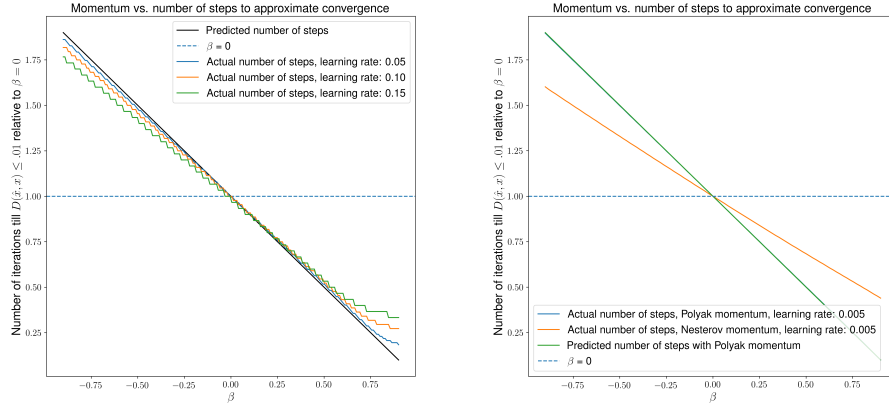 Momentum vs. number of steps to approximate convergence
Number of iterations till D(x̂, x) ≤ .01 relative to β = 0
1.75
1.50
1.25
1.00
0.75
0.50
0.25
Predicted number of steps
β = 0
Actual number of steps, learning rate: 0.05
Actual number of steps, learning rate: 0.10
Actual number of steps, learning rate: 0.15
−0.75 −0.50 −0.25 0.00 0.25 0.50 0.75
β
Momentum vs. number of steps to approximate convergence
Number of iterations till D(x̂, x) ≤ .01 relative to β = 0
1.75
1.50
1.25
1.00
0.75
0.50
0.25
Actual number of steps, Polyak momentum, learning rate: 0.005
Actual number of steps, Nesterov momentum, learning rate: 0.005
Predicted number of steps with Polyak momentum
β = 0
−0.75 −0.50 −0.25 0.00 0.25 0.50 0.75
β